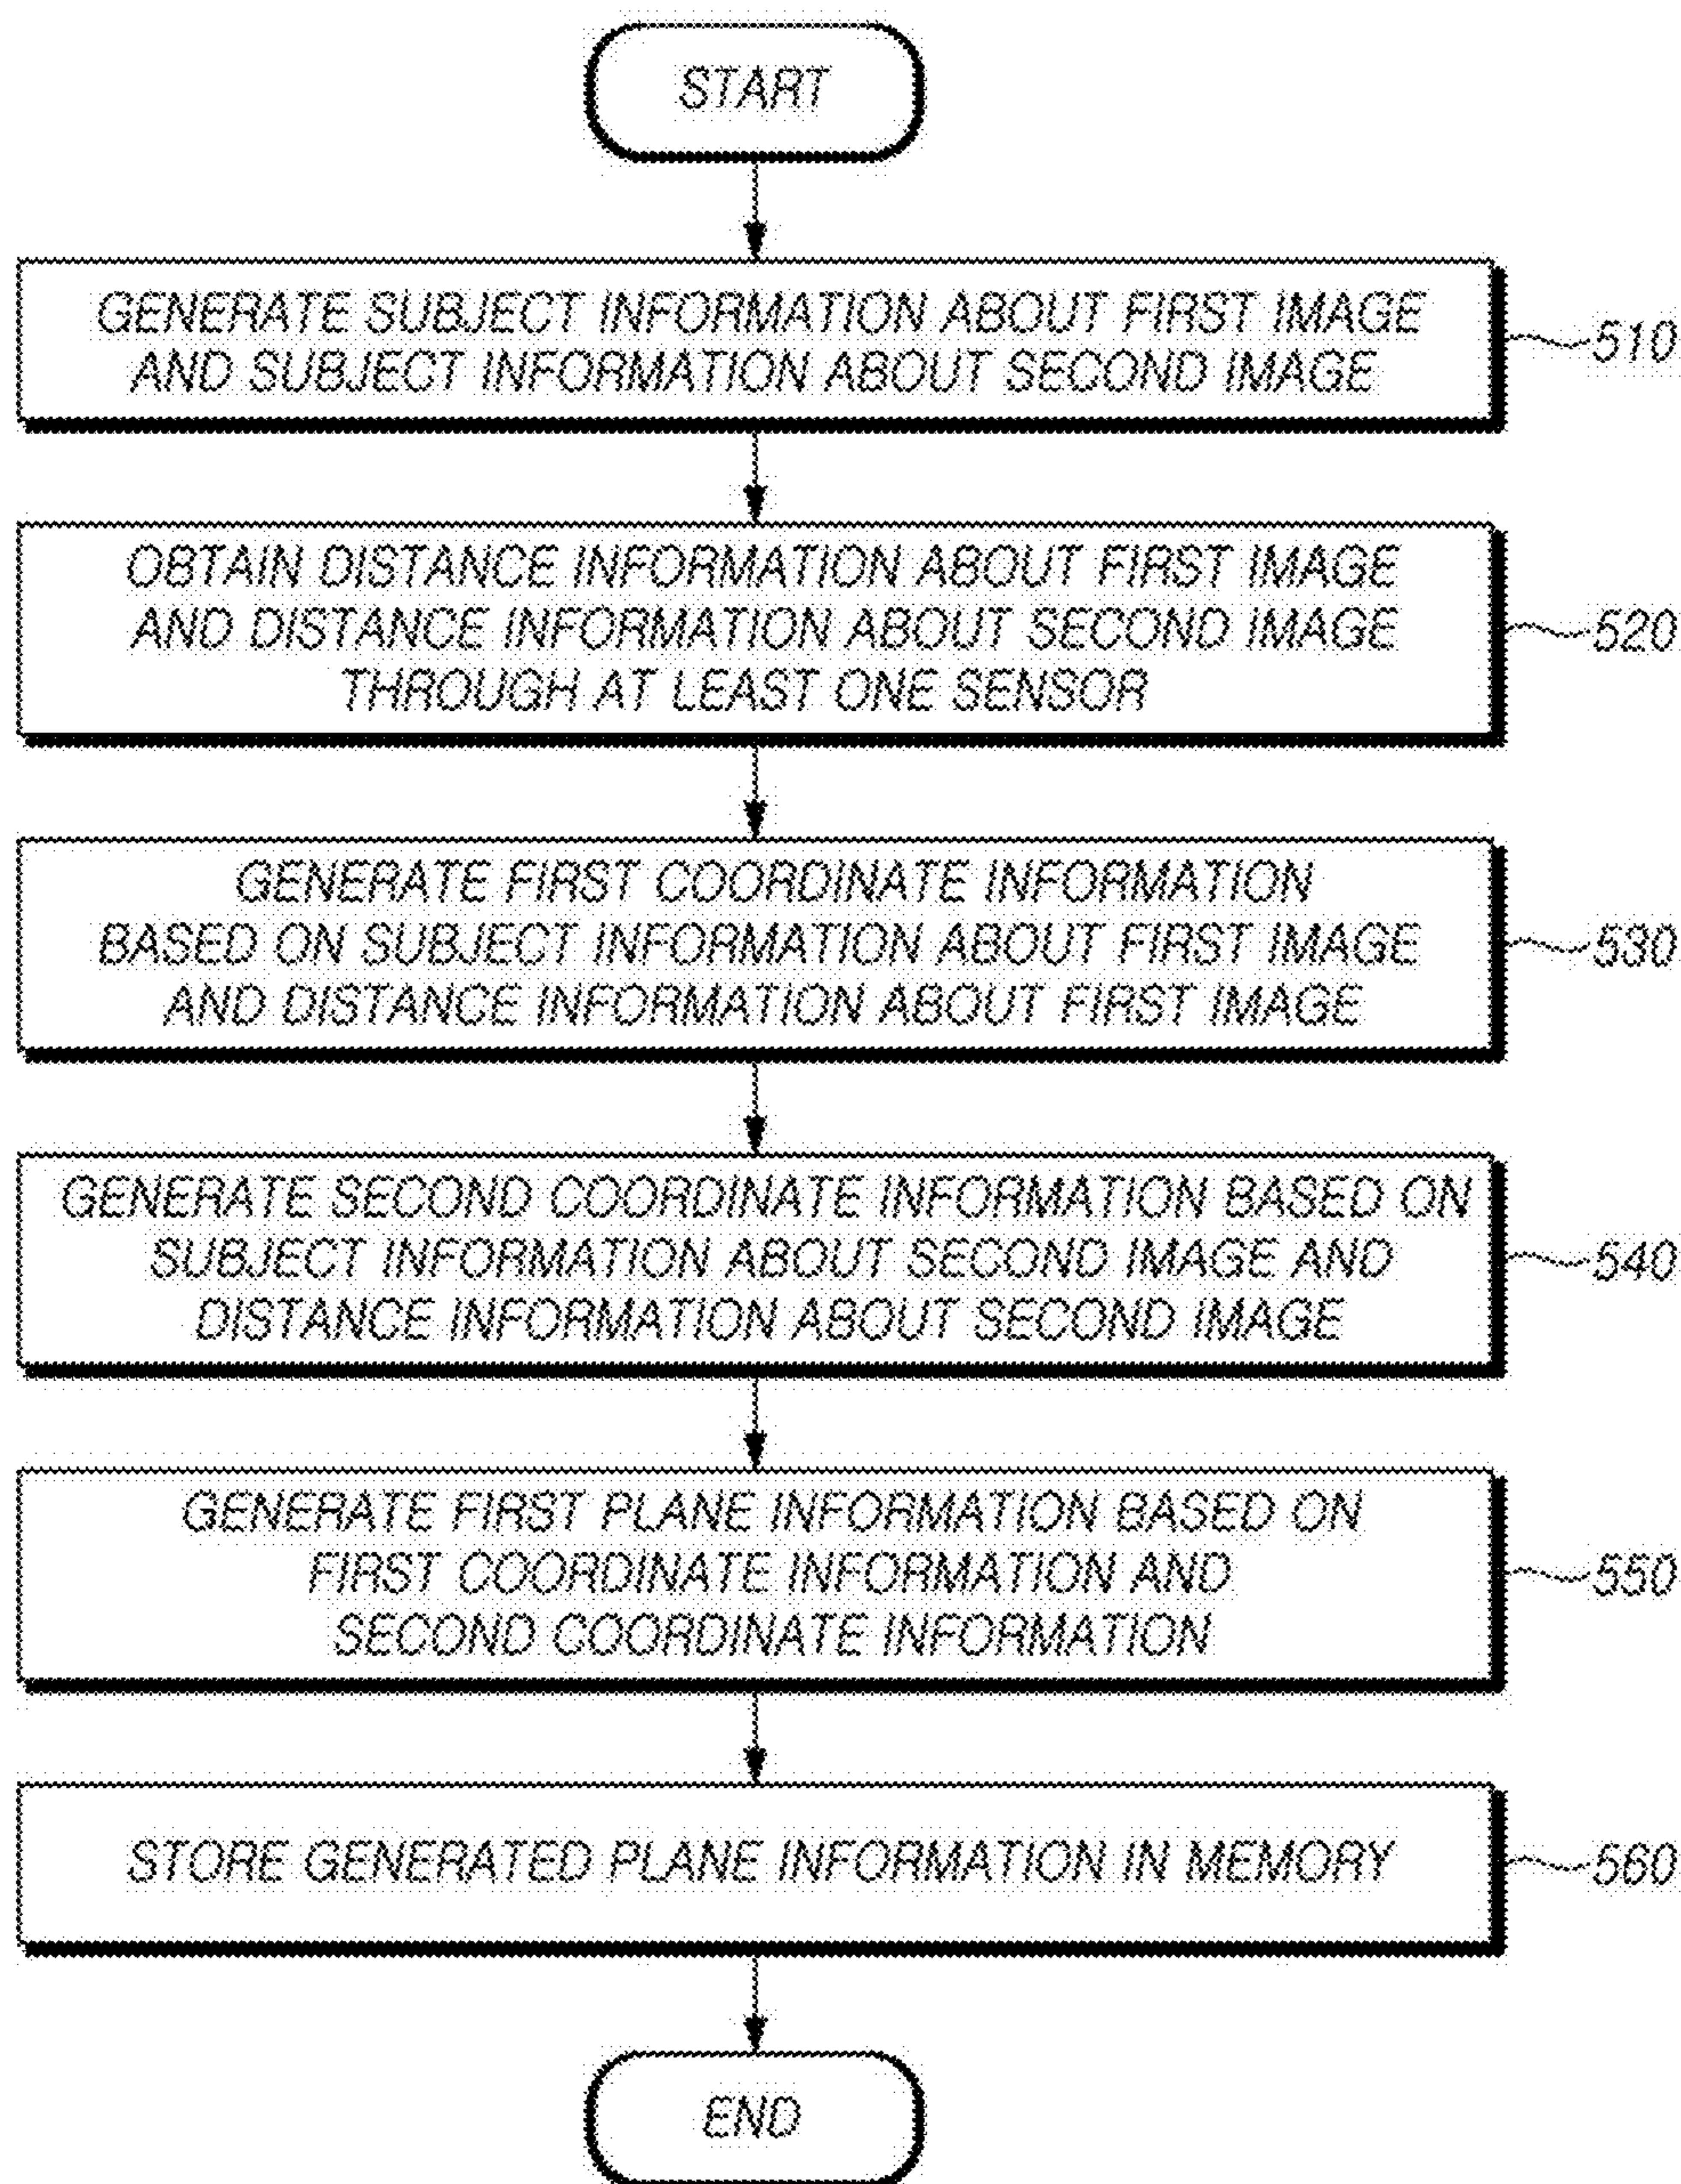 START
GENERATE SUBJECT INFORMATION ABOUT FIRST IMAGE
AND SUBJECT INFORMATION ABOUT SECOND IMAGE
510
OBTAIN DISTANCE INFORMATION ABOUT FIRST IMAGE
AND DISTANCE INFORMATION ABOUT SECOND IMAGE
THROUGH AT LEAST ONE SENSOR
520
GENERATE FIRST COORDINATE INFORMATION
BASED ON SUBJECT INFORMATION ABOUT FIRST IMAGE
AND DISTANCE INFORMATION ABOUT FIRST IMAGE
530
GENERATE SECOND COORDINATE INFORMATION BASED ON
SUBJECT INFORMATION ABOUT SECOND IMAGE AND
DISTANCE INFORMATION ABOUT SECOND IMAGE
540
GENERATE FIRST PLANE INFORMATION BASED ON
FIRST COORDINATE INFORMATION AND
SECOND COORDINATE INFORMATION
550
STORE GENERATED PLANE INFORMATION IN MEMORY
560
END